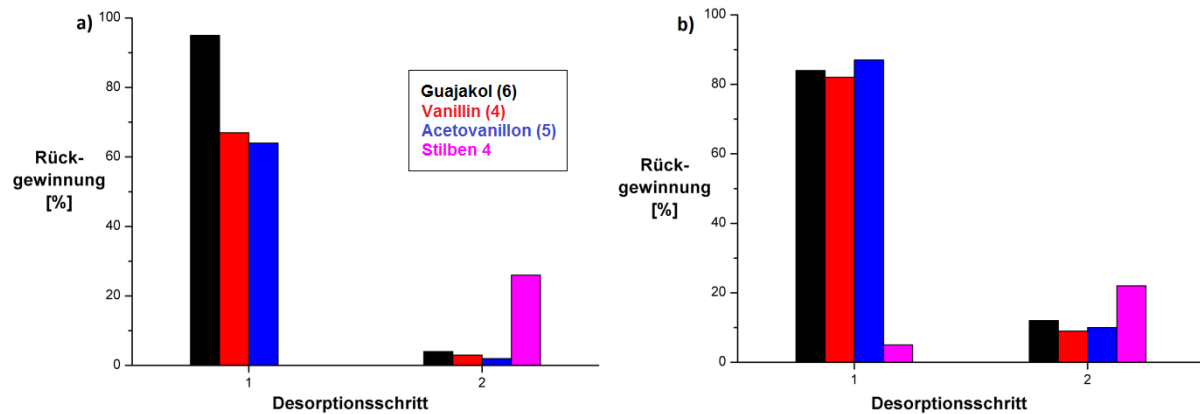 a)
100
80
60
40
20
0
Rück-
gewinnung
[%]
Guajakol (6)
Vanillin (4)
Acetovanillon (5)
Stilben 4
1
2
Desorptionsschritt
b)
100
80
60
40
20
0
Rück-
gewinnung
[%]
1
2
Desorptionsschritt